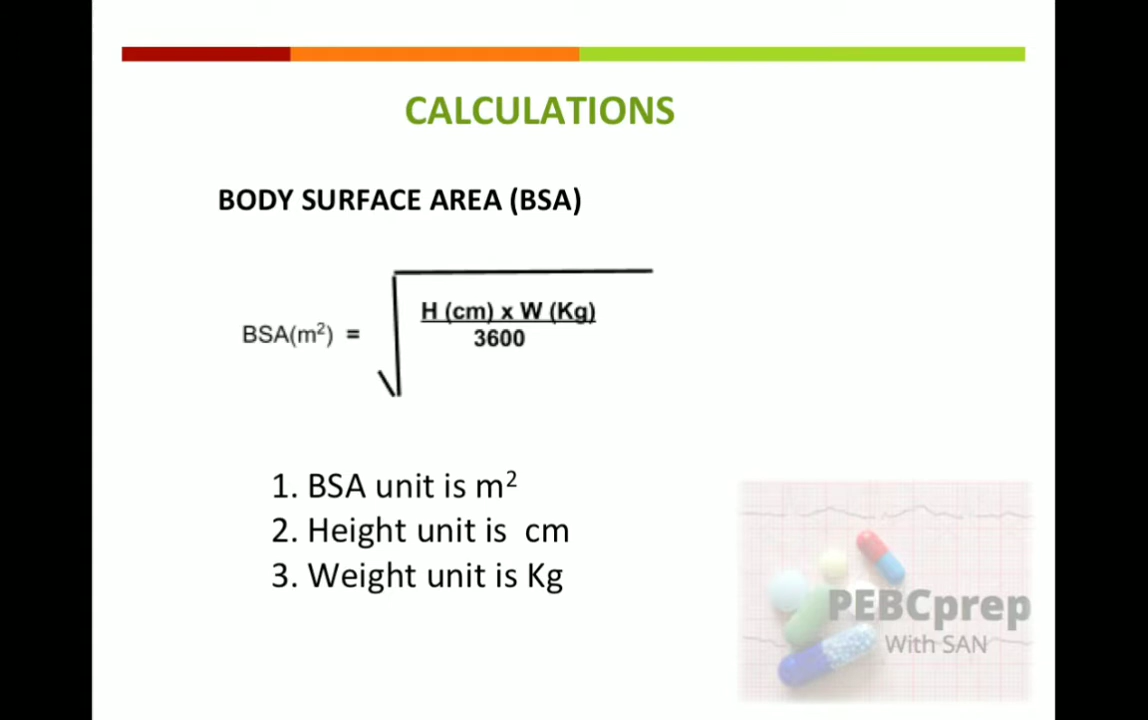 CALCULATIONS
BODY SURFACE AREA (BSA)
H (cm) x W (Kg)
BSA(m²) =
3600
1. BSA unit is m²
2. Height unit is cm
3. Weight unit is Kg
PEBCprep
With SAN